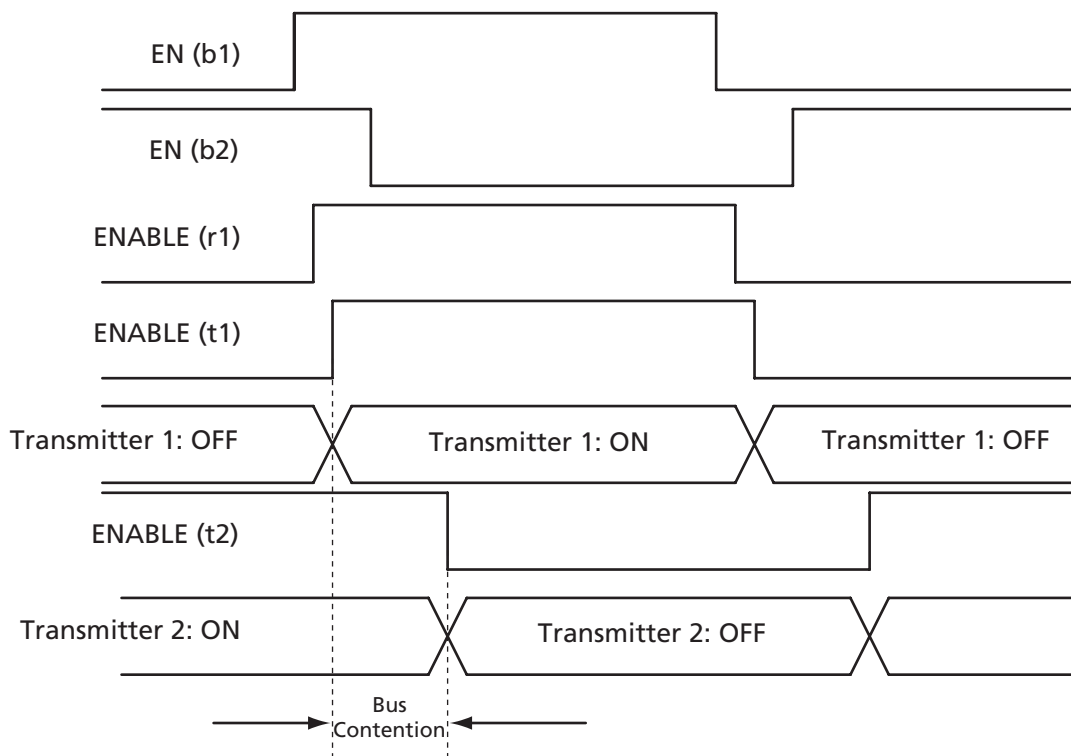 EN (b1)
EN (b2)
ENABLE (r1)
ENABLE (t1)
Transmitter 1: OFF
Transmitter 1: ON
Transmitter 1: OFF
ENABLE (t2)
Transmitter 2: ON
Transmitter 2: OFF
Bus
Contention